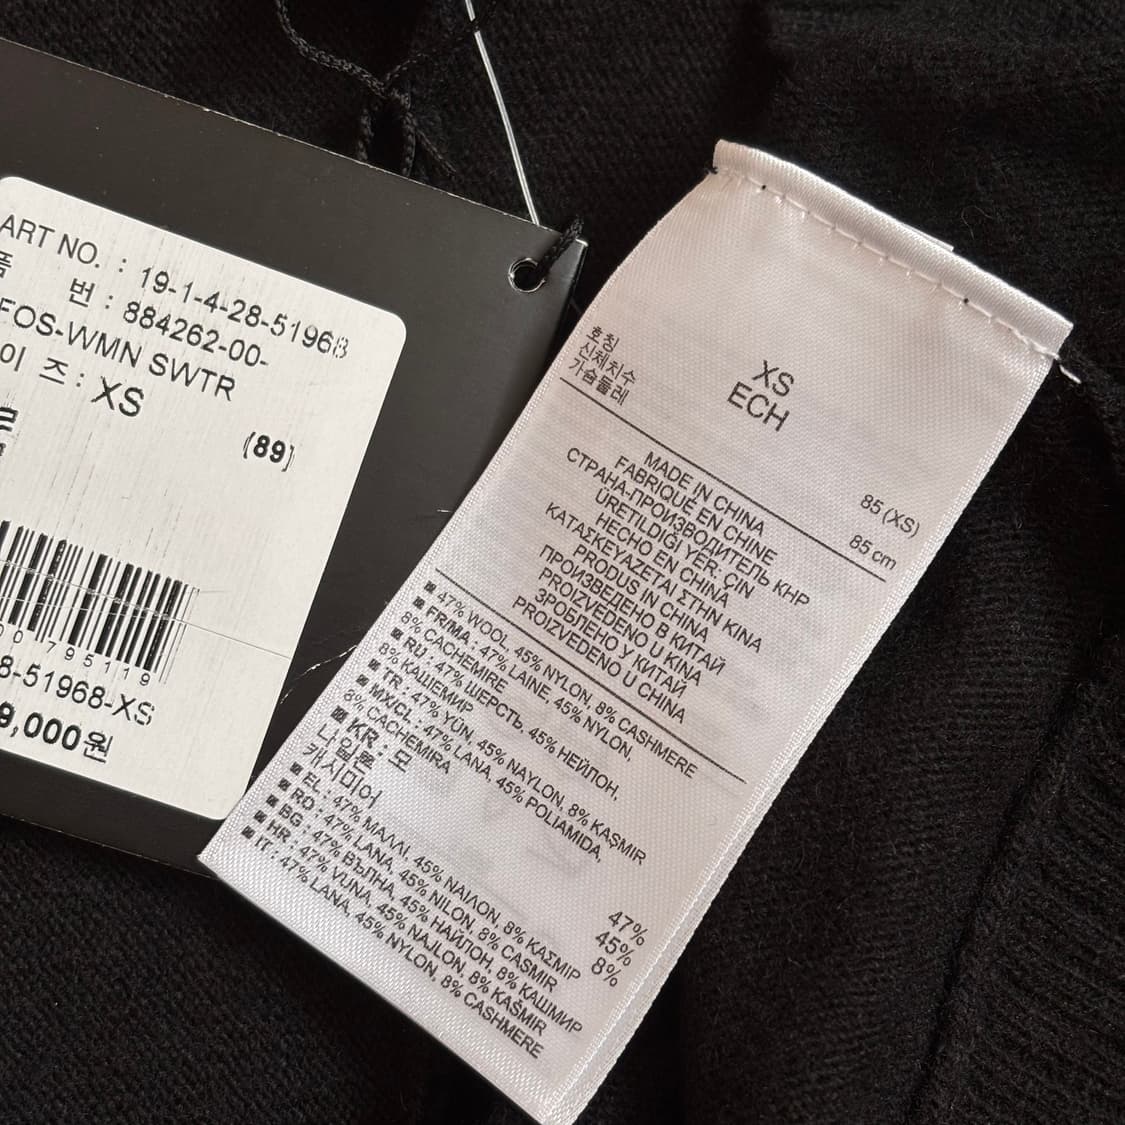 ART NO. : 19-1-4-28-51968
품 번 : 884262-00-
FOS-WMN SWTR
이 즈 : XS
(89)
00795119
8-51968-XS
9,000원
XS
ECH
호칭
신체치수
가슴둘레
85 (XS)
85 cm
MADE IN CHINA
FABRIQUÉ EN CHINE
СТРАНА-ПРОИЗВОДИТЕЛЬ КНР
ÜRETİLDİĞİ YER, ÇİN
HECHO EN CHINA
ΚΑΤΑΣΚΕΥΑΖΕΤΑΙ ΣΤΗΝ ΚΙΝΑ
PRODUS IN CHINA
ПРОИЗВЕДЕНО В КИТАЙ
PROIZVEDENO U KINA
ЗРОБЛЕНО У КИТАЙ
PROIZVEDENO U CHINA
47% WOOL, 45% NYLON, 8% CASHMERE
FR/MA : 47% LAINE, 45% NYLON,
8% CACHEMIRE
RU : 47% ШЕРСТЬ, 45% НЕЙЛОН,
8% КАШЕМИР
TR : 47% YÜN, 45% NAYLON, 8% KAŞMIR
MX/CL : 47% LANA, 45% POLIAMIDA,
8% CACHEMIRA
KR : 모 47%
나일론 45%
캐시미어 8%
EL : 47% ΜΑΛΛΙ, 45% ΝΑΙΛΟΝ, 8% ΚΑΣΜΙΡ
RO : 47% LANA, 45% NILON, 8% CASMIR
BG : 47% ВЪЛНА, 45% НАЙЛОН, 8% КАШМИР
HR : 47% VUNA, 45% NAJLON, 8% KAŠMIR
IT : 47% LANA, 45% NYLON, 8% CASHMERE